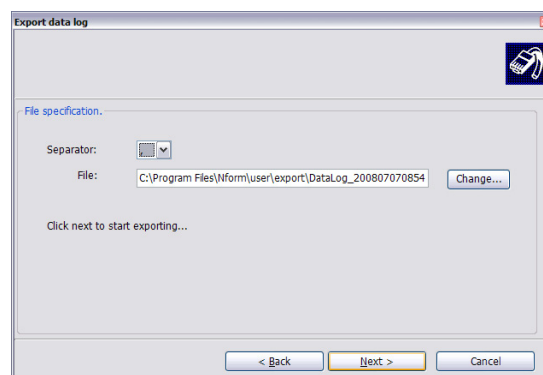 Export data log
File specification.
Separator: ,
File: C:\Program Files\Nform\user\export\DataLog_200807070854 Change...
Click next to start exporting...
< Back Next > Cancel